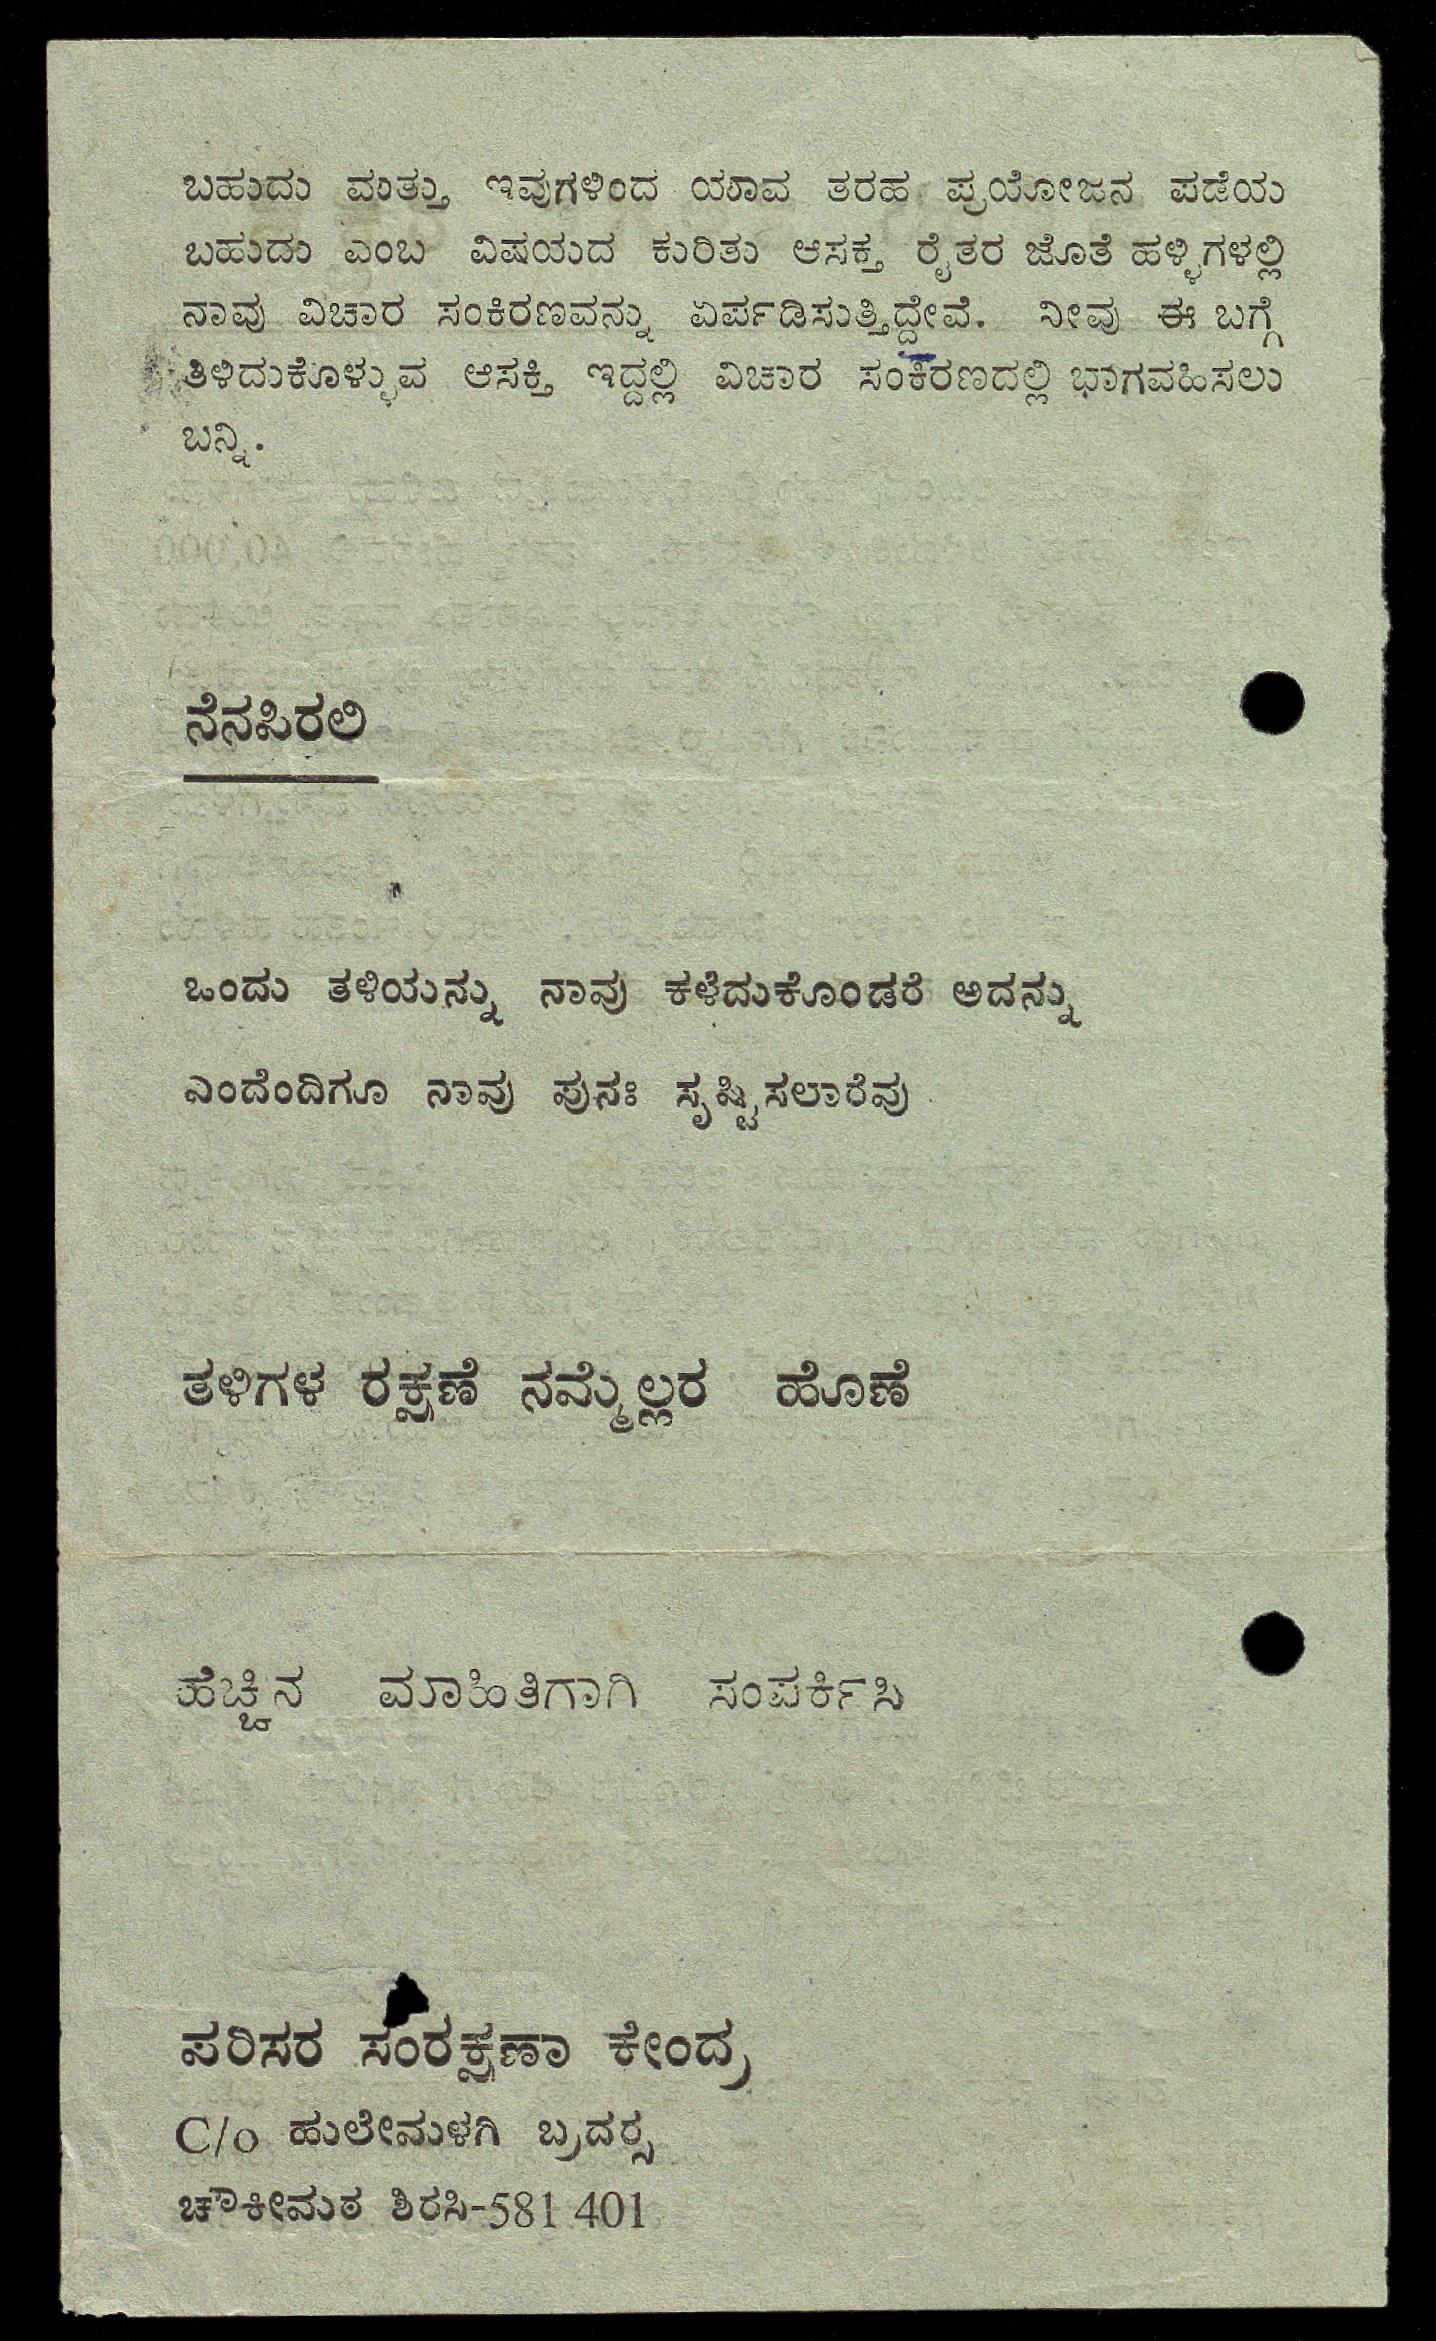 ಬಹುದು ಮತ್ತು ಇವುಗಳಿಂದ ಯಾವ ತರಹ ಪ್ರಯೋಜನ ಪಡೆಯ
ಬಹುದು ಎಂಬ ವಿಷಯದ ಕುರಿತು ಆಸಕ್ತ ರೈತರ ಜೊತೆ ಹಳ್ಳಿಗಳಲ್ಲಿ
ನಾವು ವಿಚಾರ ಸಂಕಿರಣವನ್ನು ಏರ್ಪಡಿಸುತ್ತಿದ್ದೇವೆ. ನೀವು ಈ ಬಗ್ಗೆ
ತಿಳಿದುಕೊಳ್ಳುವ ಆಸಕ್ತಿ ಇದ್ದಲ್ಲಿ ವಿಚಾರ ಸಂಕಿರಣದಲ್ಲಿ ಭಾಗವಹಿಸಲು
ಬನ್ನಿ.
ನೆನಪಿರಲಿ
ಒಂದು ತಳಿಯನ್ನು ನಾವು ಕಳೆದುಕೊಂಡರೆ ಅದನ್ನು
ಎಂದೆಂದಿಗೂ ನಾವು ಪುನಃ ಸೃಷ್ಟಿಸಲಾರೆವು
ತಳಿಗಳ ರಕ್ಷಣೆ ನಮ್ಮೆಲ್ಲರ ಹೊಣೆ
ಹೆಚ್ಚಿನ ಮಾಹಿತಿಗಾಗಿ ಸಂಪರ್ಕಿಸಿ
ಪರಿಸರ ಸಂರಕ್ಷಣಾ ಕೇಂದ್ರ
C/o ಹುಲೇಮಳಗಿ ಬ್ರದರ‍್ಸ
ಚೌಕೀಮಠ ಶಿರಸಿ-581 401